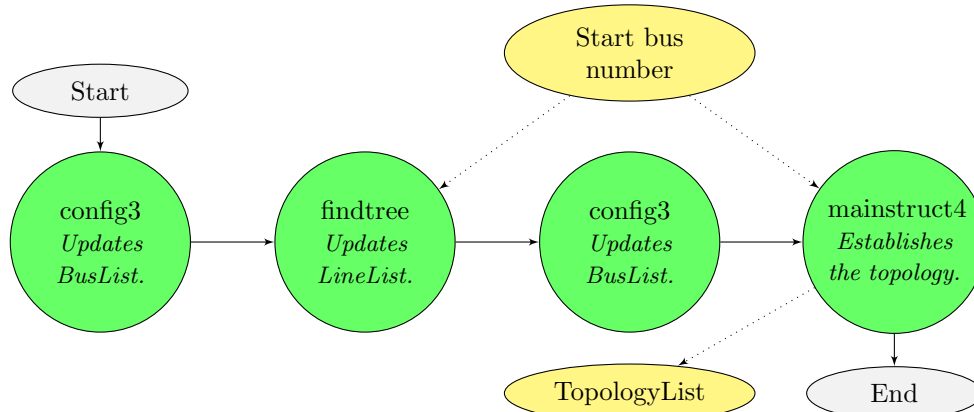 Start bus
number
Start
config3
Updates
BusList.
findtree
Updates
LineList.
config3
Updates
BusList.
mainstruct4
Establishes
the topology.
TopologyList
End